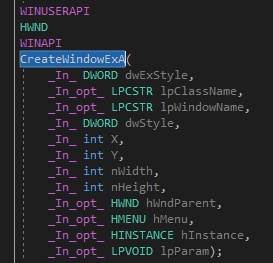 WINUSERAPI
HWND
WINAPI
CreateWindowExA(
_In_ DWORD dwExStyle,
_In_opt_ LPCSTR lpClassName,
_In_opt_ LPCSTR lpWindowName,
_In_ DWORD dwStyle,
_In_ int X,
_In_ int Y,
_In_ int nWidth,
_In_ int nHeight,
_In_opt_ HWND hWndParent,
_In_opt_ HMENU hMenu,
_In_opt_ HINSTANCE hInstance,
_In_opt_ LPVOID lpParam);